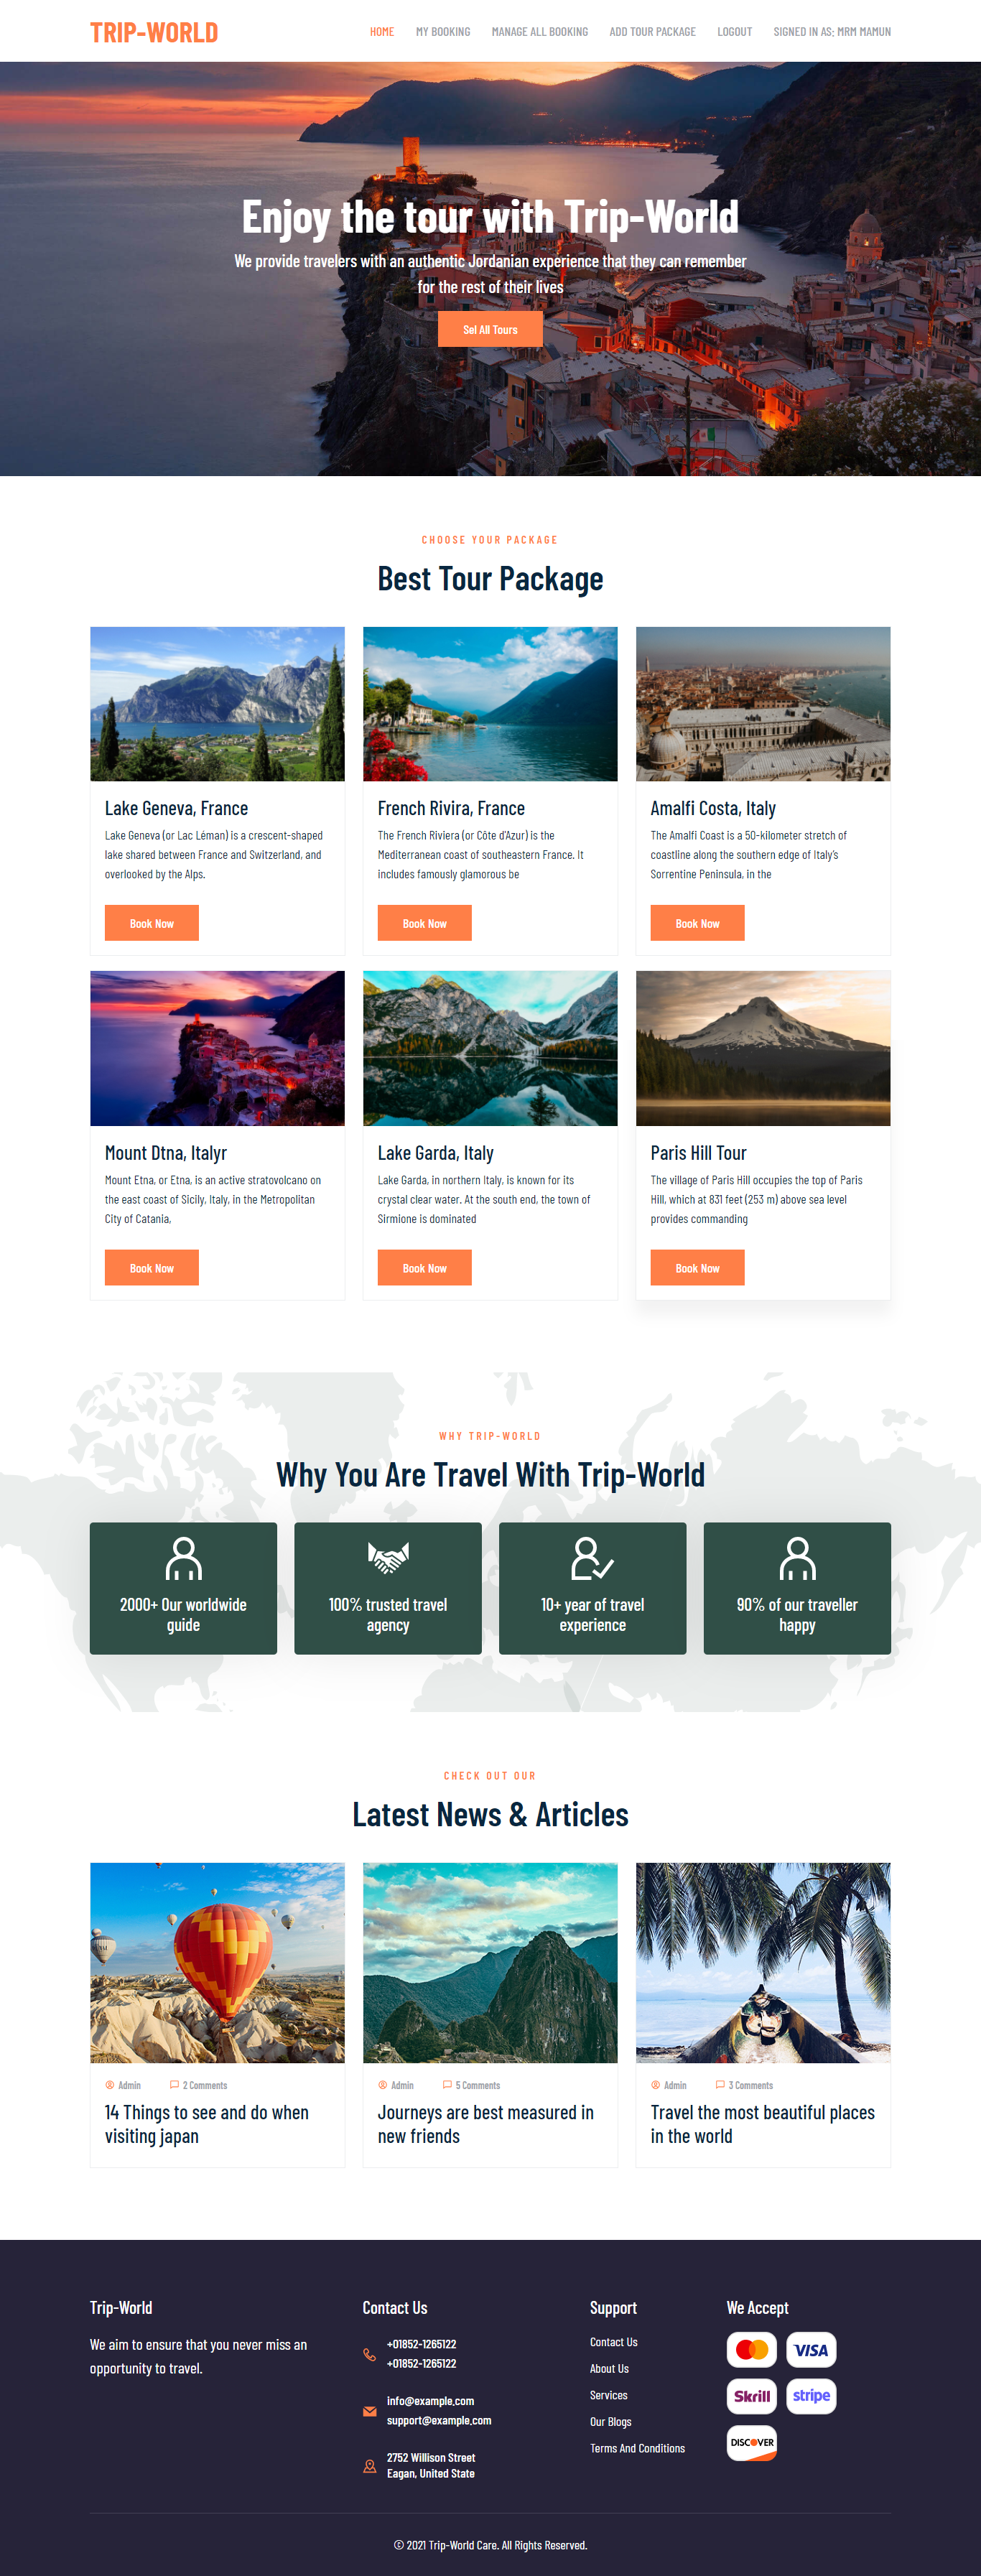 TRIP-WORLD
HOME MY BOOKING MANAGE ALL BOOKING ADD TOUR PACKAGE LOGOUT SIGNED IN AS: MRM MAMUN
Enjoy the tour with Trip-World
We provide travelers with an authentic Jordanian experience that they can remember
for the rest of their lives
Sel All Tours
CHOOSE YOUR PACKAGE
Best Tour Package
Lake Geneva, France
Lake Geneva (or Lac Léman) is a crescent-shaped
lake shared between France and Switzerland, and
overlooked by the Alps.
Book Now
French Rivira, France
The French Riviera (or Côte d'Azur) is the
Mediterranean coast of southeastern France. It
includes famously glamorous be
Book Now
Amalfi Costa, Italy
The Amalfi Coast is a 50-kilometer stretch of
coastline along the southern edge of Italy's
Sorrentine Peninsula, in the
Book Now
Mount Dtna, Italyr
Mount Etna, or Etna, is an active stratovolcano on
the east coast of Sicily, Italy, in the Metropolitan
City of Catania,
Book Now
Lake Garda, Italy
Lake Garda, in northern Italy, is known for its
crystal clear water. At the south end, the town of
Sirmione is dominated
Book Now
Paris Hill Tour
The village of Paris Hill occupies the top of Paris
Hill, which at 831 feet (253 m) above sea level
provides commanding
Book Now
WHY TRIP-WORLD
Why You Are Travel With Trip-World
2000+ Our worldwide
guide
100% trusted travel
agency
10+ year of travel
experience
90% of our traveller
happy
CHECK OUT OUR
Latest News & Articles
Admin 2 Comments
14 Things to see and do when
visiting japan
Admin 5 Comments
Journeys are best measured in
new friends
Admin 3 Comments
Travel the most beautiful places
in the world
Trip-World
We aim to ensure that you never miss an
opportunity to travel.
Contact Us
+01852-1265122
+01852-1265122
info@example.com
support@example.com
2752 Willison Street
Eagan, United State
Support
Contact Us
About Us
Services
Our Blogs
Terms And Conditions
We Accept
VISA
Skrill
stripe
DISCOVER
© 2021 Trip-World Care. All Rights Reserved.